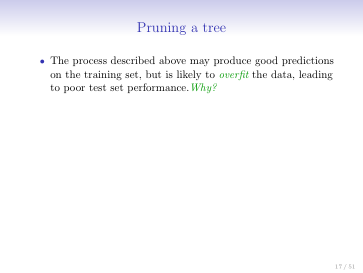 Pruning a tree
• The process described above may produce good predictions
on the training set, but is likely to overfit the data, leading
to poor test set performance. Why?
17 / 51